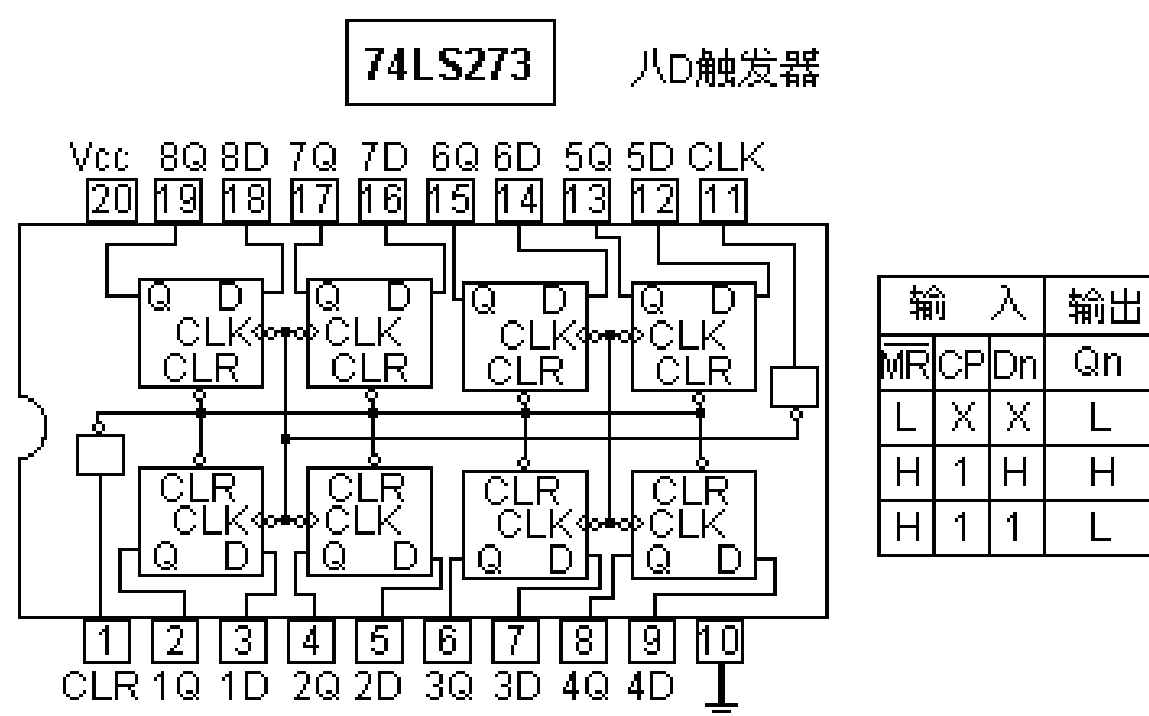 74LS273 八D触发器
Vcc 8Q 8D 7Q 7D 6Q 6D 5Q 5D CLK
20 19 18 17 16 15 14 13 12 11
Q D Q D Q D Q D
CLK CLK CLK CLK
CLR CLR CLR CLR
CLR CLR CLR CLR
CLK CLK CLK CLK
Q D Q D Q D Q D
1 2 3 4 5 6 7 8 9 10
CLR 1Q 1D 2Q 2D 3Q 3D 4Q 4D
输 入 输出
M̅R̅ CP Dn Qn
L X X L
H 1 H H
H 1 1 L